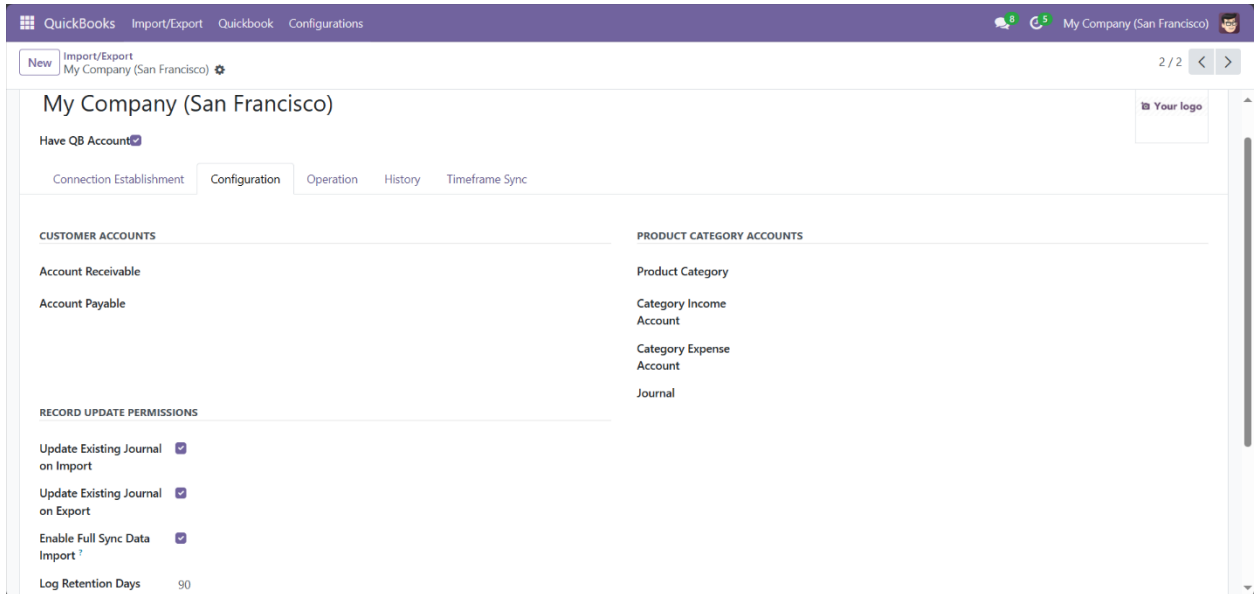 QuickBooks Import/Export Quickbook Configurations 8 5 My Company (San Francisco)
New Import/Export 2 / 2
My Company (San Francisco)
My Company (San Francisco) Your logo
Have QB Account
Connection Establishment Configuration Operation History Timeframe Sync
CUSTOMER ACCOUNTS
Account Receivable
Account Payable
PRODUCT CATEGORY ACCOUNTS
Product Category
Category Income
Account
Category Expense
Account
Journal
RECORD UPDATE PERMISSIONS
Update Existing Journal
on Import
Update Existing Journal
on Export
Enable Full Sync Data
Import ?
Log Retention Days 90